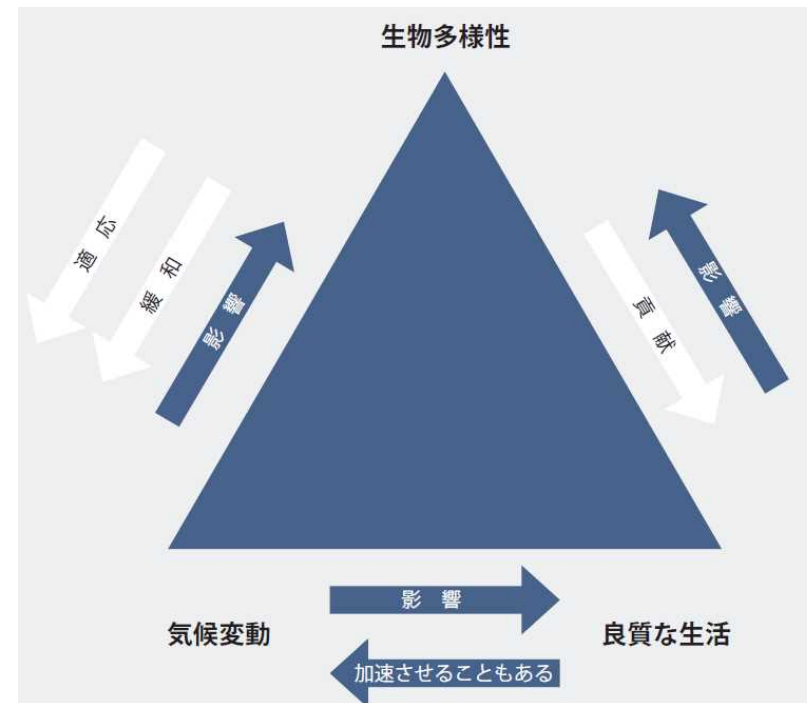 生物多様性
適応
緩和
影響
貢献
影響
影響
気候変動
良質な生活
加速させることもある